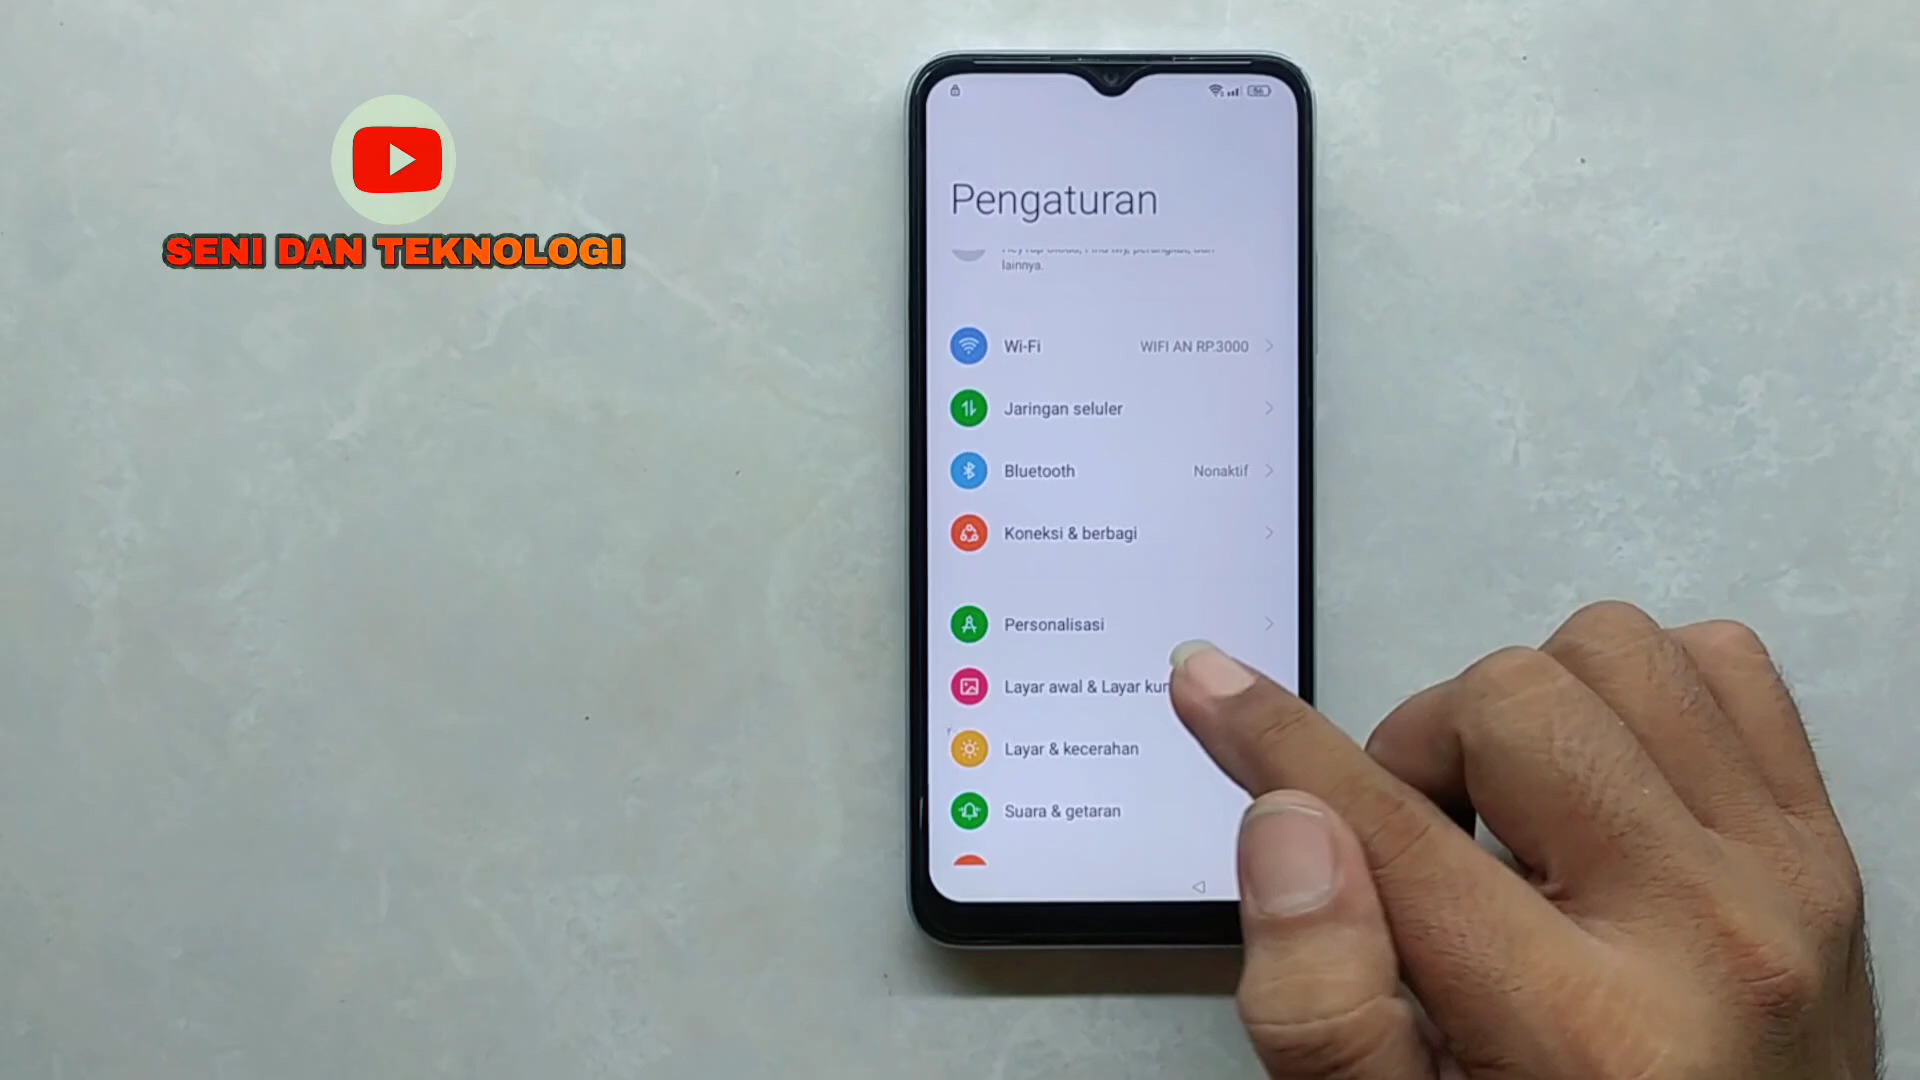 SENI DAN TEKNOLOGI
56
Pengaturan
lainnya.
Wi-Fi
WIFI AN RP.3000
Jaringan seluler
Bluetooth
Nonaktif
Koneksi & berbagi
Personalisasi
Layar awal & Layar kun
Layar & kecerahan
Suara & getaran